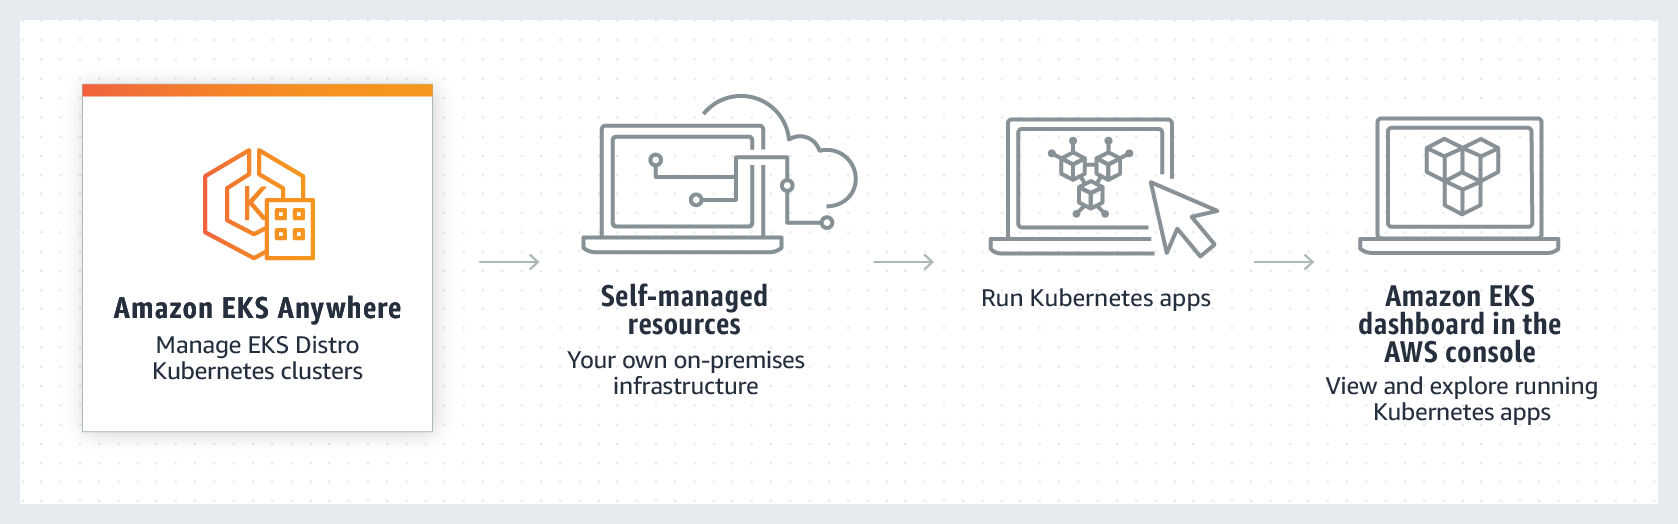 Amazon EKS Anywhere
Manage EKS Distro
Kubernetes clusters
Self-managed
resources
Your own on-premises
infrastructure
Run Kubernetes apps
Amazon EKS
dashboard in the
AWS console
View and explore running
Kubernetes apps